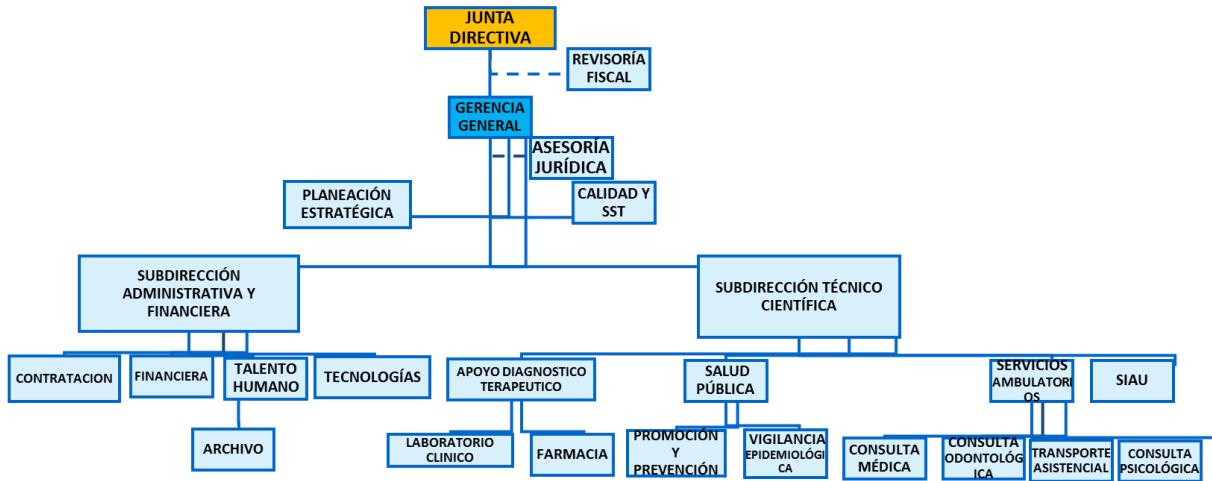 JUNTA
DIRECTIVA
REVISORÍA
FISCAL
GERENCIA
GENERAL
ASESORÍA
JURÍDICA
PLANEACIÓN
ESTRATÉGICA
CALIDAD Y
SST
SUBDIRECCIÓN
ADMINISTRATIVA Y
FINANCIERA
SUBDIRECCIÓN TÉCNICO
CIENTÍFICA
CONTRATACION
FINANCIERA
TALENTO
HUMANO
TECNOLOGÍAS
APOYO DIAGNOSTICO
TERAPEUTICO
SALUD
PÚBLICA
SERVICIOS
AMBULATORI
OS
SIAU
ARCHIVO
LABORATORIO
CLINICO
FARMACIA
PROMOCIÓN
Y
PREVENCIÓN
VIGILANCIA
EPIDEMIOLÓG
ICA
CONSULTA
MÉDICA
CONSULTA
ODONTOLÓG
ICA
TRANSPORTE
ASISTENCIAL
CONSULTA
PSICOLÓGICA